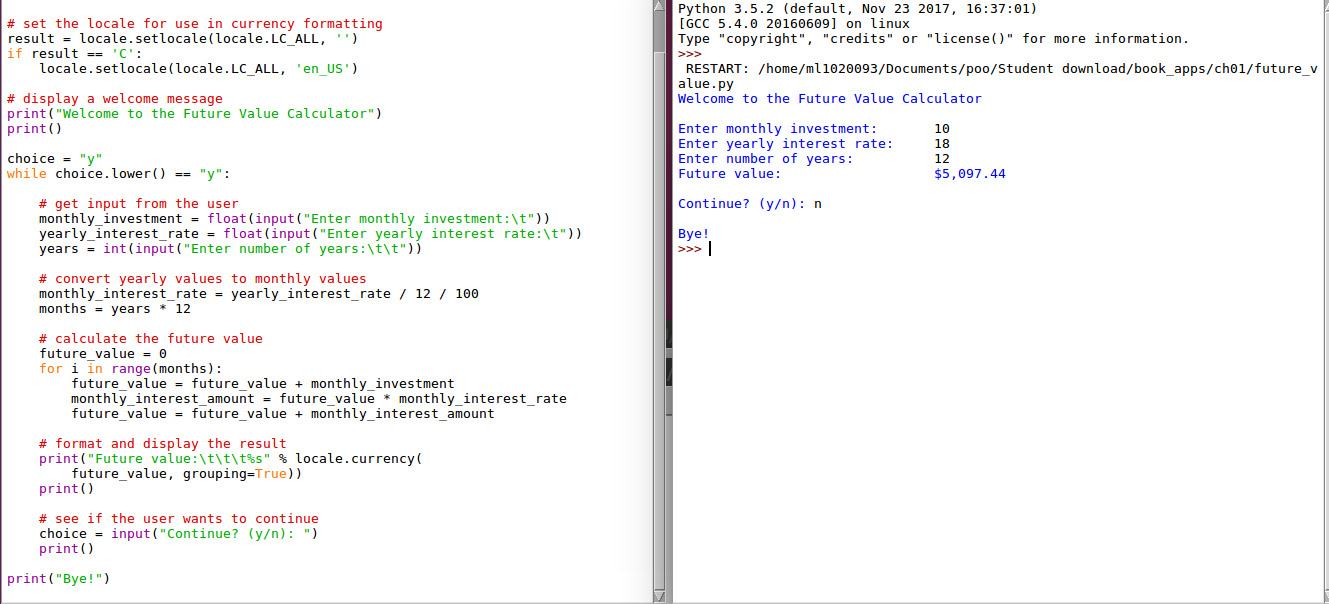 # set the locale for use in currency formatting
result = locale.setlocale(locale.LC_ALL, '')
if result == 'C':
    locale.setlocale(locale.LC_ALL, 'en_US')

# display a welcome message
print("Welcome to the Future Value Calculator")
print()

choice = "y"
while choice.lower() == "y":

    # get input from the user
    monthly_investment = float(input("Enter monthly investment:\t"))
    yearly_interest_rate = float(input("Enter yearly interest rate:\t"))
    years = int(input("Enter number of years:\t\t"))

    # convert yearly values to monthly values
    monthly_interest_rate = yearly_interest_rate / 12 / 100
    months = years * 12

    # calculate the future value
    future_value = 0
    for i in range(months):
        future_value = future_value + monthly_investment
        monthly_interest_amount = future_value * monthly_interest_rate
        future_value = future_value + monthly_interest_amount

    # format and display the result
    print("Future value:\t\t\t%s" % locale.currency(
        future_value, grouping=True))
    print()

    # see if the user wants to continue
    choice = input("Continue? (y/n): ")
    print()

print("Bye!")
Python 3.5.2 (default, Nov 23 2017, 16:37:01)
[GCC 5.4.0 20160609] on linux
Type "copyright", "credits" or "license()" for more information.
>>>
 RESTART: /home/ml1020093/Documents/poo/Student download/book_apps/ch01/future_v
alue.py
Welcome to the Future Value Calculator

Enter monthly investment:       10
Enter yearly interest rate:     18
Enter number of years:          12
Future value:                   $5,097.44

Continue? (y/n): n

Bye!
>>>